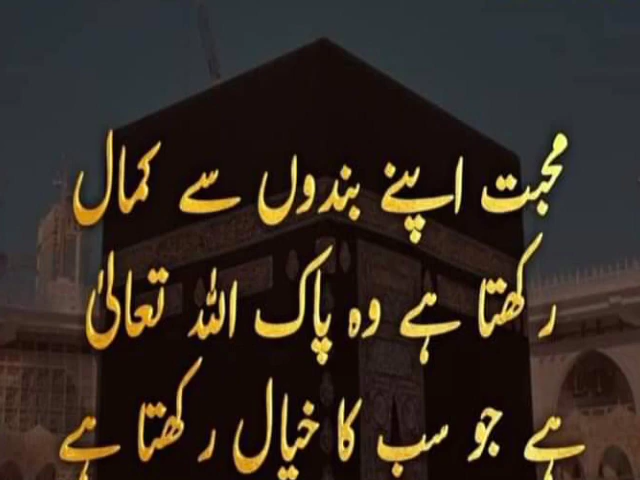 محبت اپنے بندوں سے کمال
رکھتا ہے وہ پاک اللہ تعالیٰ
ہے جو سب کا خیال رکھتا ہے